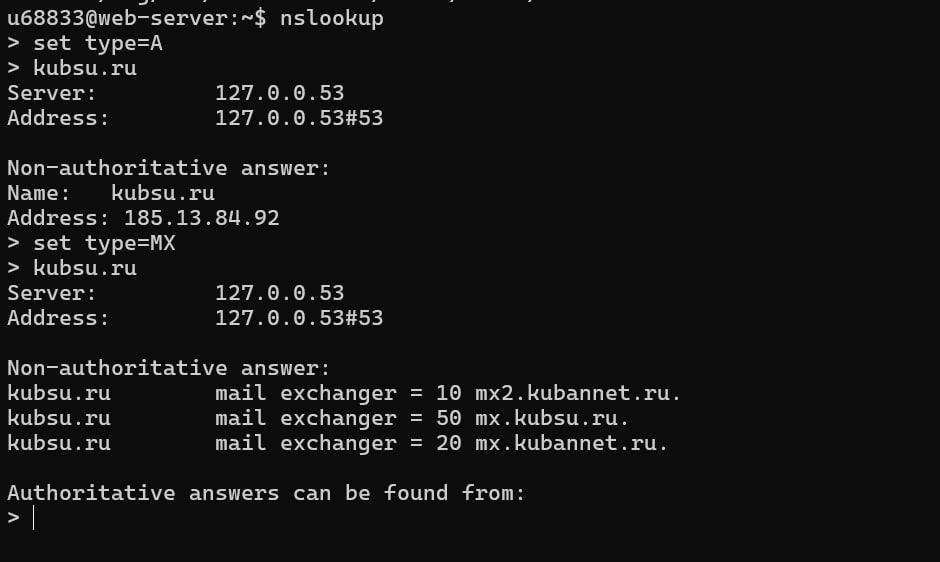 u68833@web-server:~$ nslookup
> set type=A
> kubsu.ru
Server:         127.0.0.53
Address:        127.0.0.53#53

Non-authoritative answer:
Name:   kubsu.ru
Address: 185.13.84.92
> set type=MX
> kubsu.ru
Server:         127.0.0.53
Address:        127.0.0.53#53

Non-authoritative answer:
kubsu.ru        mail exchanger = 10 mx2.kubannet.ru.
kubsu.ru        mail exchanger = 50 mx.kubsu.ru.
kubsu.ru        mail exchanger = 20 mx.kubannet.ru.

Authoritative answers can be found from:
>